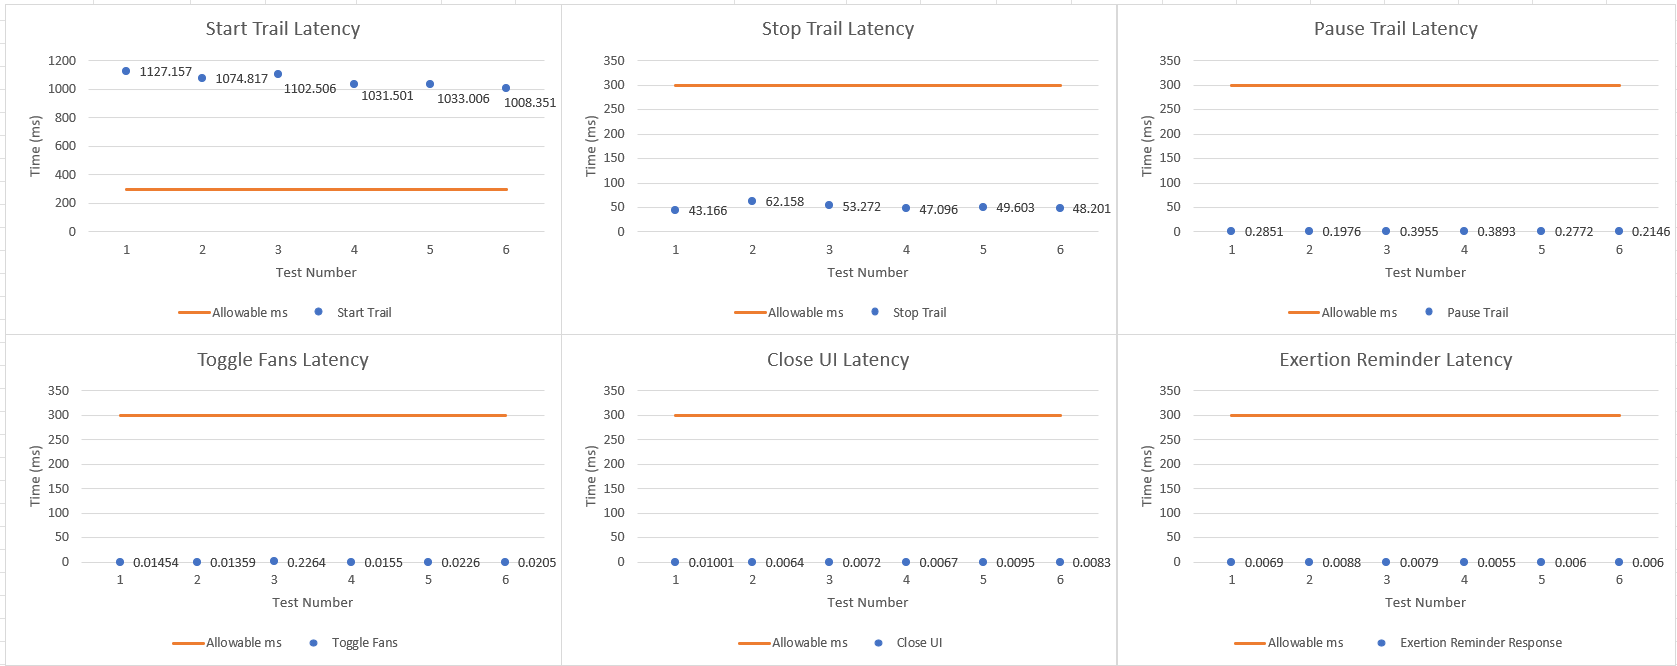 Start Trail Latency
1200
1000
800
600
400
200
0
Time (ms)
1127.157
1074.817
1102.506
1031.501
1033.006
1008.351
1 2 3 4 5 6
Test Number
Allowable ms Start Trail
Stop Trail Latency
350
300
250
200
150
100
50
0
Time (ms)
43.166
62.158
53.272
47.096
49.603
48.201
1 2 3 4 5 6
Test Number
Allowable ms Stop Trail
Pause Trail Latency
350
300
250
200
150
100
50
0
Time (ms)
0.2851
0.1976
0.3955
0.3893
0.2772
0.2146
1 2 3 4 5 6
Test Number
Allowable ms Pause Trail
Toggle Fans Latency
350
300
250
200
150
100
50
0
Time (ms)
0.01454
0.01359
0.2264
0.0155
0.0226
0.0205
1 2 3 4 5 6
Test Number
Allowable ms Toggle Fans
Close UI Latency
350
300
250
200
150
100
50
0
Time (ms)
0.01001
0.0064
0.0072
0.0067
0.0095
0.0083
1 2 3 4 5 6
Test Number
Allowable ms Close UI
Exertion Reminder Latency
350
300
250
200
150
100
50
0
Time (ms)
0.0069
0.0088
0.0079
0.0055
0.006
0.006
1 2 3 4 5 6
Test Number
Allowable ms Exertion Reminder Response